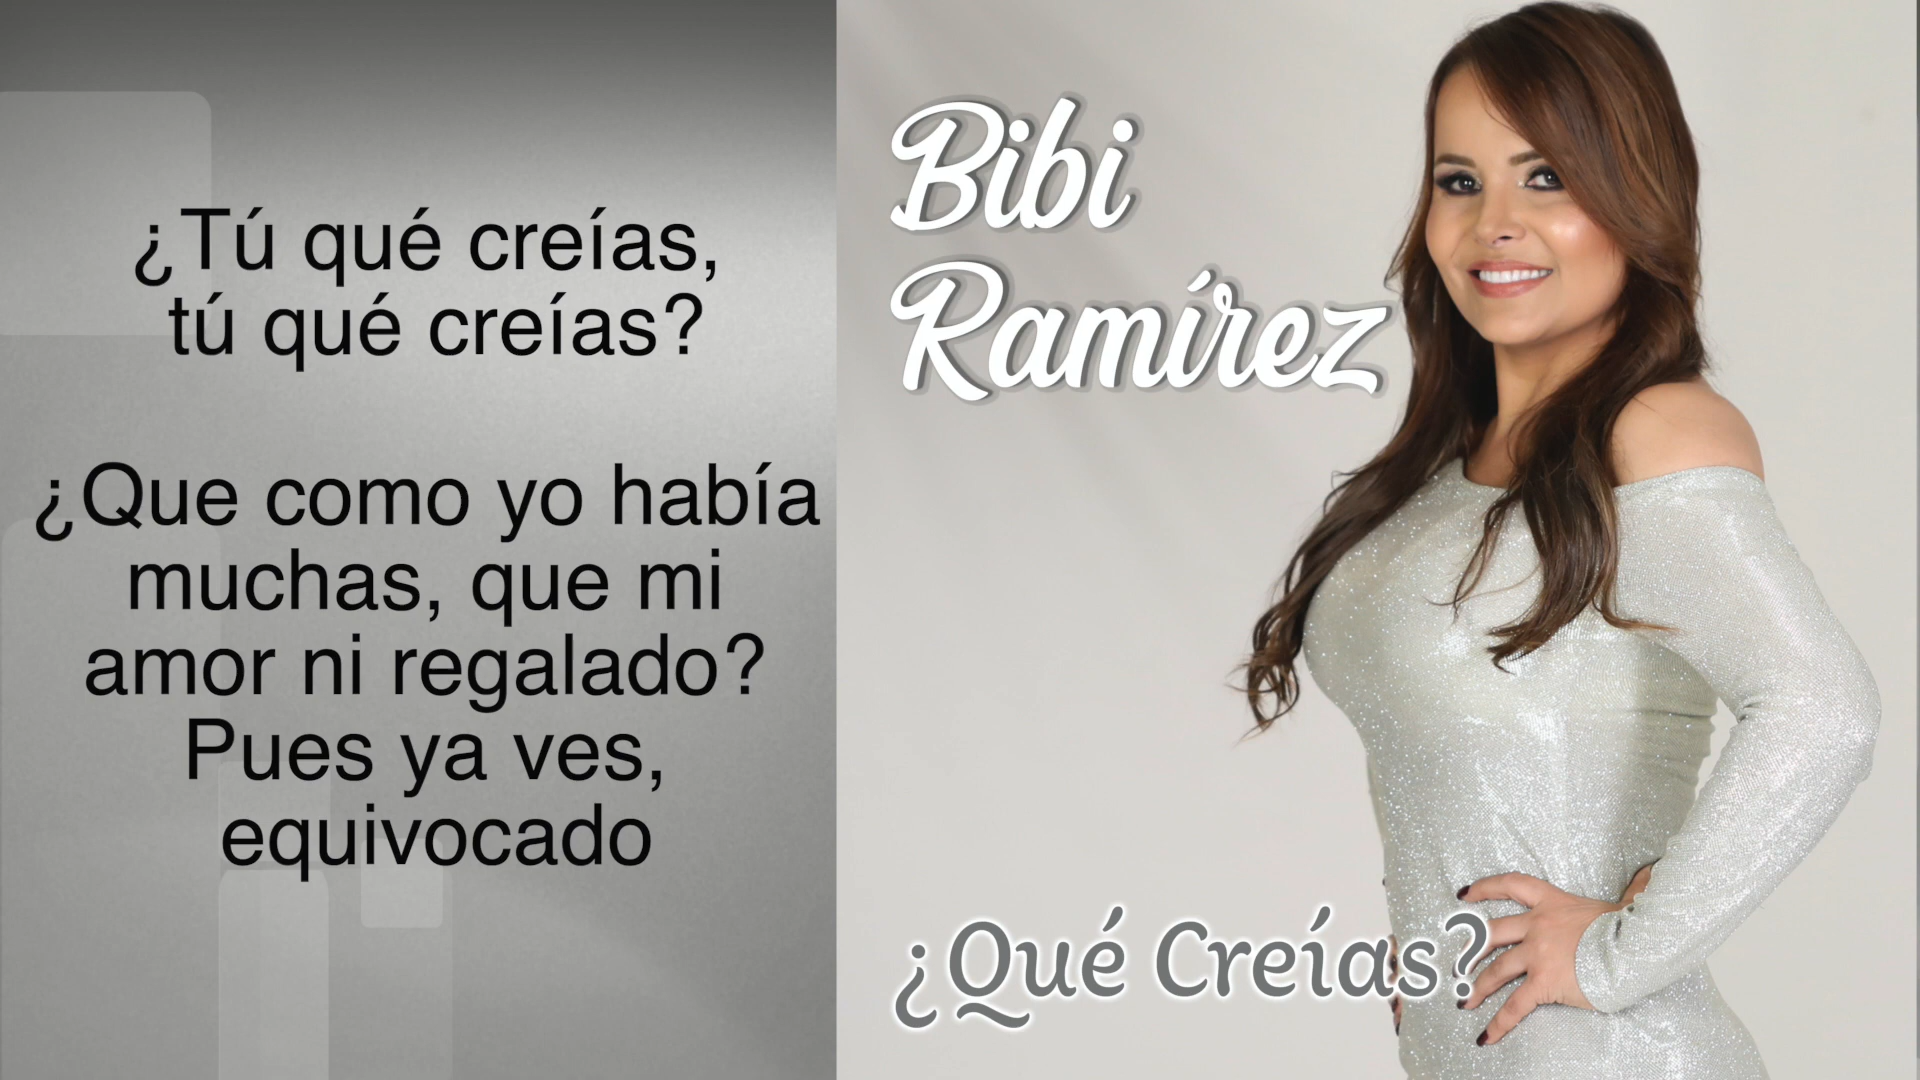 ¿Tú qué creías,
tú qué creías?
¿Que como yo había
muchas, que mi
amor ni regalado?
Pues ya ves,
equivocado
Bibi
Ramírez
¿Qué Creías?